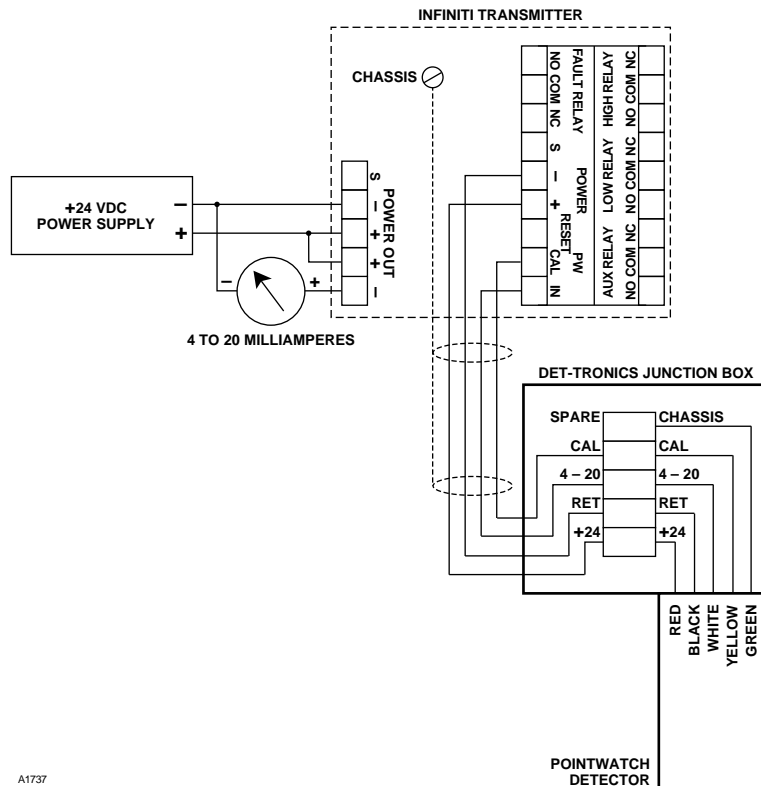 INFINITI TRANSMITTER
CHASSIS
+24 VDC
POWER SUPPLY
−
+
−
+
4 TO 20 MILLIAMPERES
S
−
+
+
−
POWER OUT
NO COM NC
FAULT RELAY
S
−
+
POWER
RESET
CAL
PW
IN
HIGH RELAY
NO COM NC
LOW RELAY
NO COM NC
AUX RELAY
NO COM NC
NO COM NC
DET-TRONICS JUNCTION BOX
SPARE
CHASSIS
CAL
CAL
4 – 20
4 – 20
RET
RET
+24
+24
RED
BLACK
WHITE
YELLOW
GREEN
POINTWATCH
DETECTOR
A1737